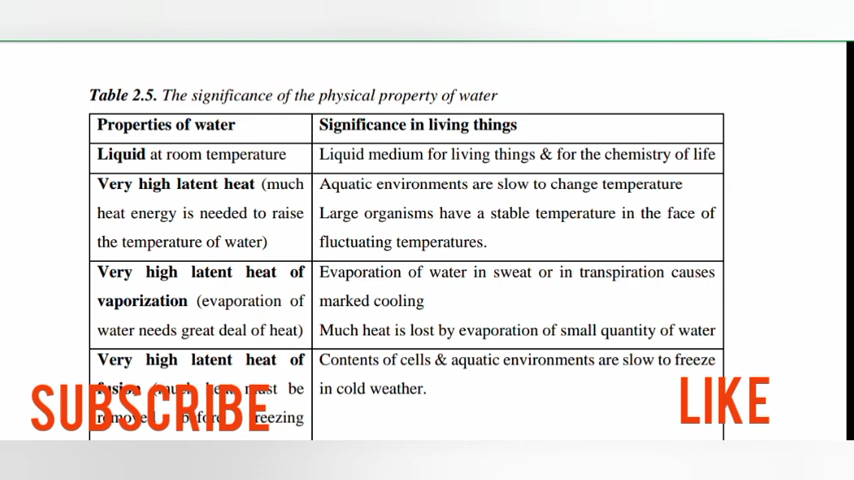 Table 2.5. The significance of the physical property of water
Properties of water
Significance in living things
Liquid at room temperature
Liquid medium for living things & for the chemistry of life
Very high latent heat (much
heat energy is needed to raise
the temperature of water)
Aquatic environments are slow to change temperature
Large organisms have a stable temperature in the face of
fluctuating temperatures.
Very high latent heat of
vaporization (evaporation of
water needs great deal of heat)
Evaporation of water in sweat or in transpiration causes
marked cooling
Much heat is lost by evaporation of small quantity of water
Very high latent heat of
fusion (much heat must be
removed before freezing
Contents of cells & aquatic environments are slow to freeze
in cold weather.
SUBSCRIBE
LIKE